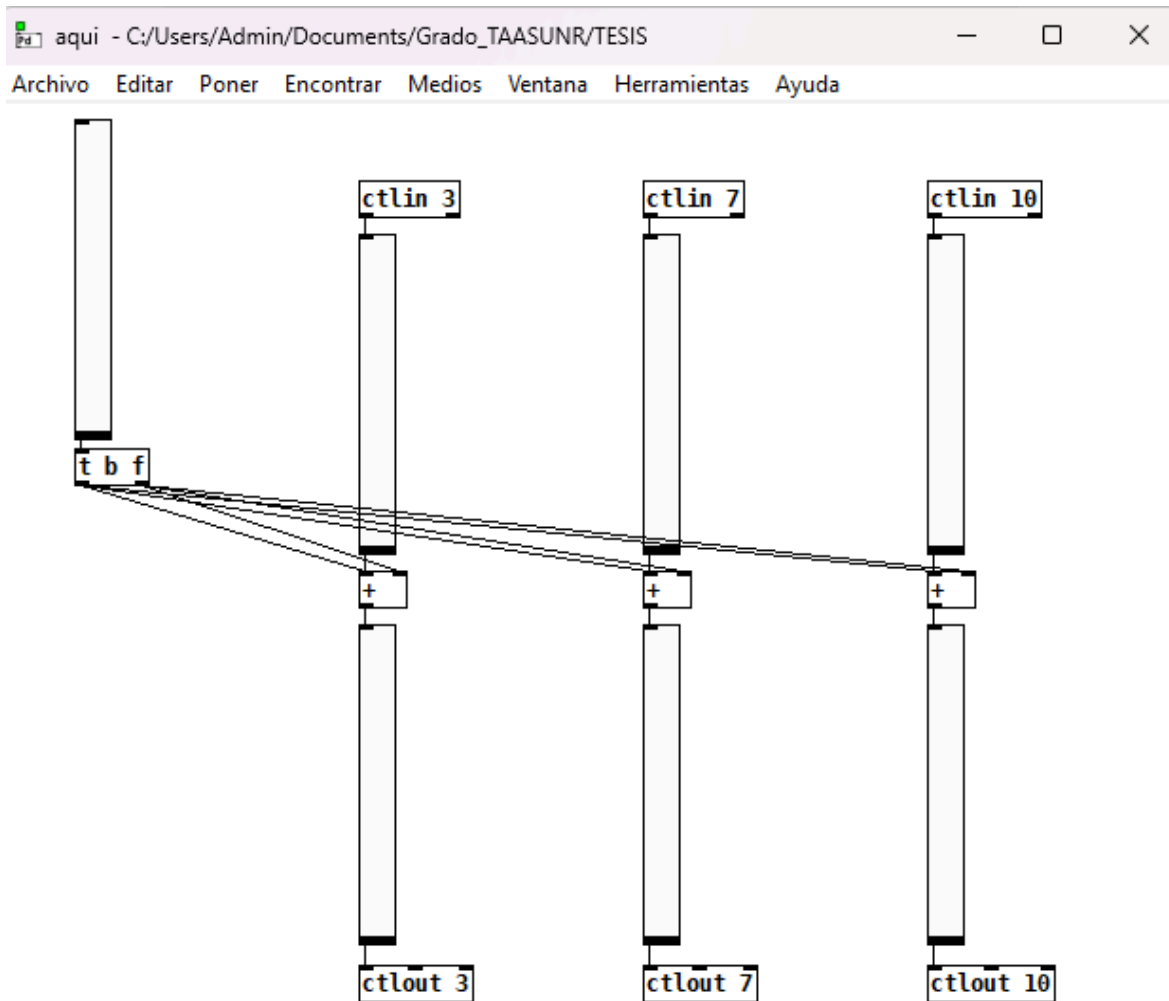 aqui - C:/Users/Admin/Documents/Grado_TAASUNR/TESIS
Archivo Editar Poner Encontrar Medios Ventana Herramientas Ayuda
ctlin 3 ctlin 7 ctlin 10
t b f
+ + +
ctlout 3 ctlout 7 ctlout 10